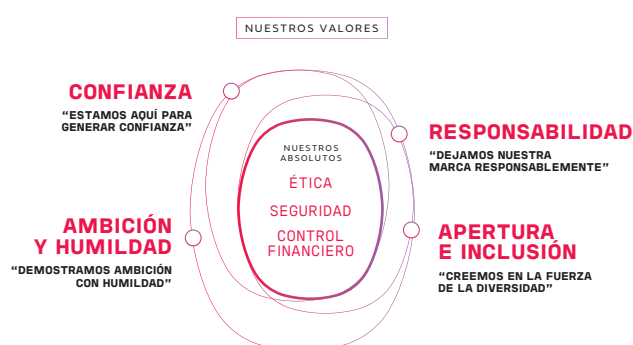 NUESTROS VALORES
CONFIANZA
“ESTAMOS AQUÍ PARA
GENERAR CONFIANZA”
RESPONSABILIDAD
“DEJAMOS NUESTRA
MARCA RESPONSABLEMENTE”
NUESTROS
ABSOLUTOS
ÉTICA
SEGURIDAD
CONTROL
FINANCIERO
AMBICIÓN
Y HUMILDAD
“DEMOSTRAMOS AMBICIÓN
CON HUMILDAD”
APERTURA
E INCLUSIÓN
“CREEMOS EN LA FUERZA
DE LA DIVERSIDAD”